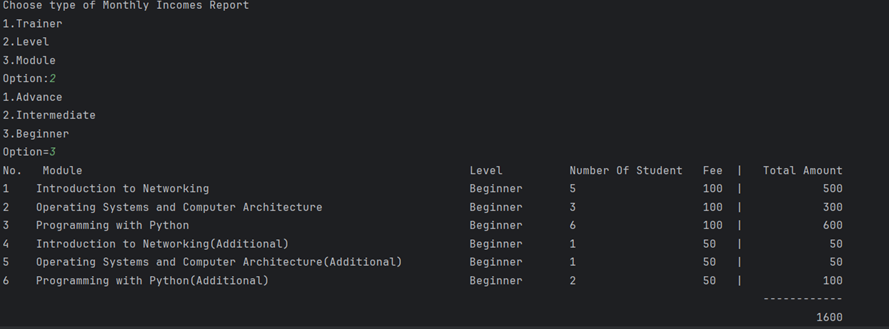 Choose type of Monthly Incomes Report
1.Trainer
2.Level
3.Module
Option:2
1.Advance
2.Intermediate
3.Beginner
Option=3
No. Module Level Number Of Student Fee | Total Amount
1 Introduction to Networking Beginner 5 100 | 500
2 Operating Systems and Computer Architecture Beginner 3 100 | 300
3 Programming with Python Beginner 6 100 | 600
4 Introduction to Networking(Additional) Beginner 1 50 | 50
5 Operating Systems and Computer Architecture(Additional) Beginner 1 50 | 50
6 Programming with Python(Additional) Beginner 2 50 | 100
------------
1600